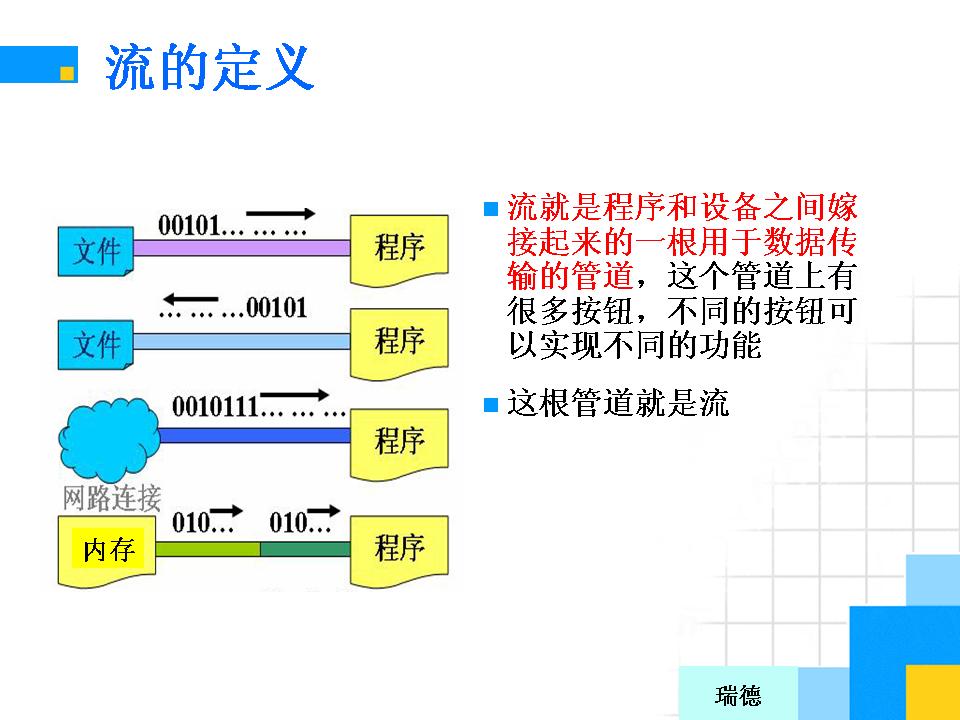 流的定义
00101… … …
文件
程序
… … …00101
文件
程序
0010111… … …
程序
网路连接
010… 010…
内存
程序
流就是程序和设备之间嫁
接起来的一根用于数据传
输的管道，这个管道上有
很多按钮，不同的按钮可
以实现不同的功能
这根管道就是流
瑞德